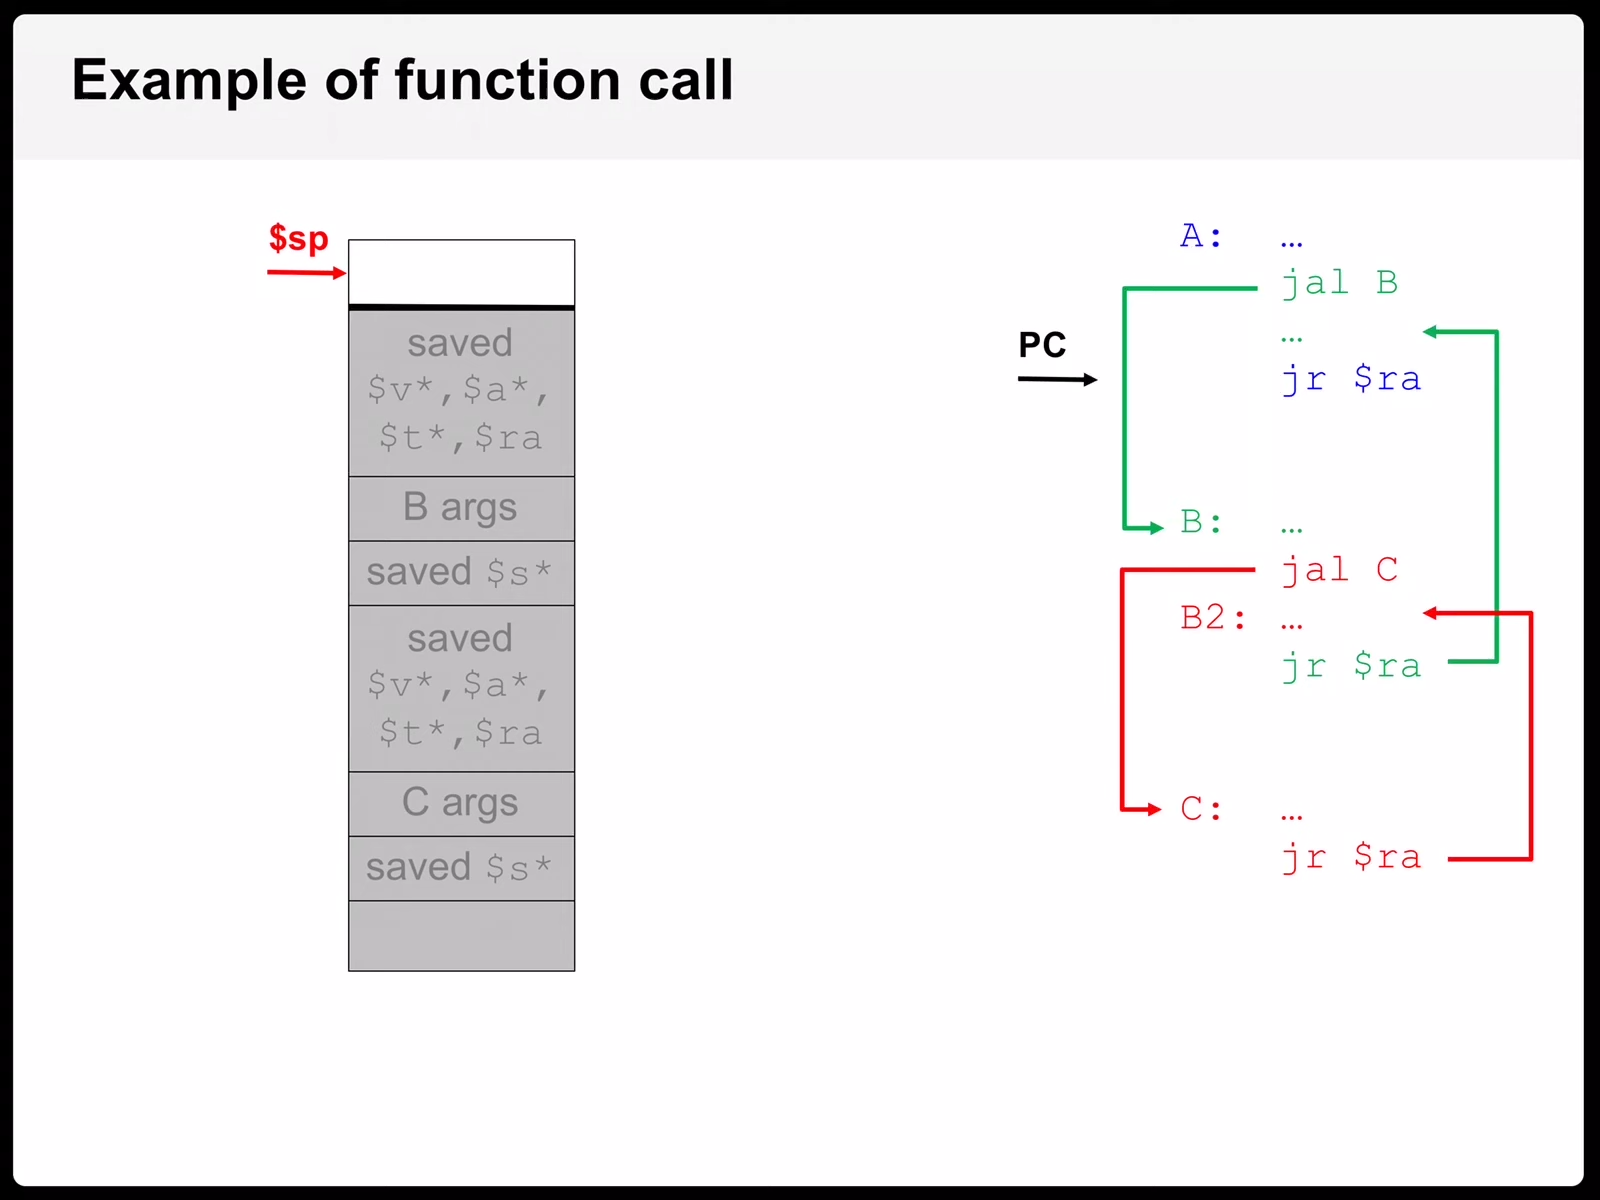 Example of function call
$sp
saved
$v*,$a*,
$t*,$ra
B args
saved $s*
saved
$v*,$a*,
$t*,$ra
C args
saved $s*
PC
A: …
jal B
…
jr $ra
B: …
jal C
B2: …
jr $ra
C: …
jr $ra